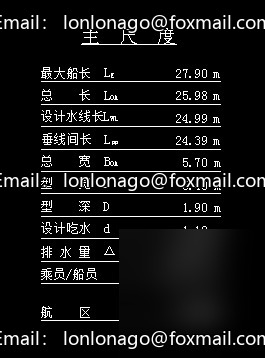 Email： lonlonago@foxmail.com
主 尺 度
最大船长 LE 27.90 m
总 长 Loa 25.98 m
设计水线长LWL 24.99 m
垂线间长 Lpp 24.39 m
总 宽 Boa 5.70 m
Email： lonlonago@foxmail.com
型 深 D 1.90 m
设计吃水 d
排 水 量 △
乘员/船员
航 区
Email： lonlonago@foxmail.com